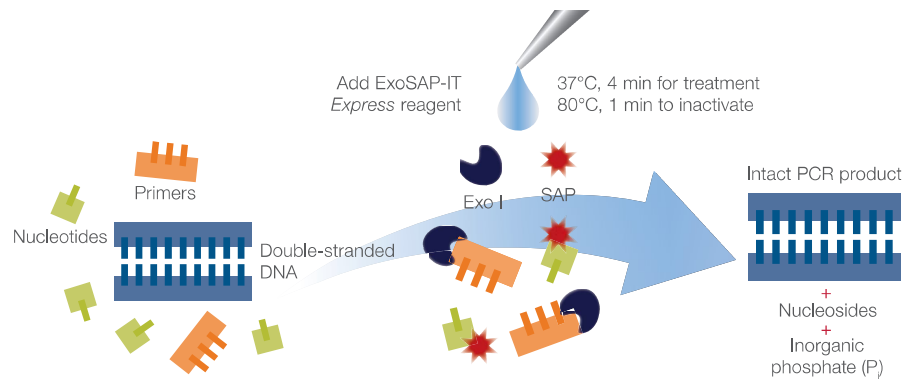 Add ExoSAP-IT
Express reagent
37°C, 4 min for treatment
80°C, 1 min to inactivate
Primers
Nucleotides
Double-stranded
DNA
Exo I
SAP
Intact PCR product
+
Nucleosides
+
Inorganic
phosphate (Pᵢ)